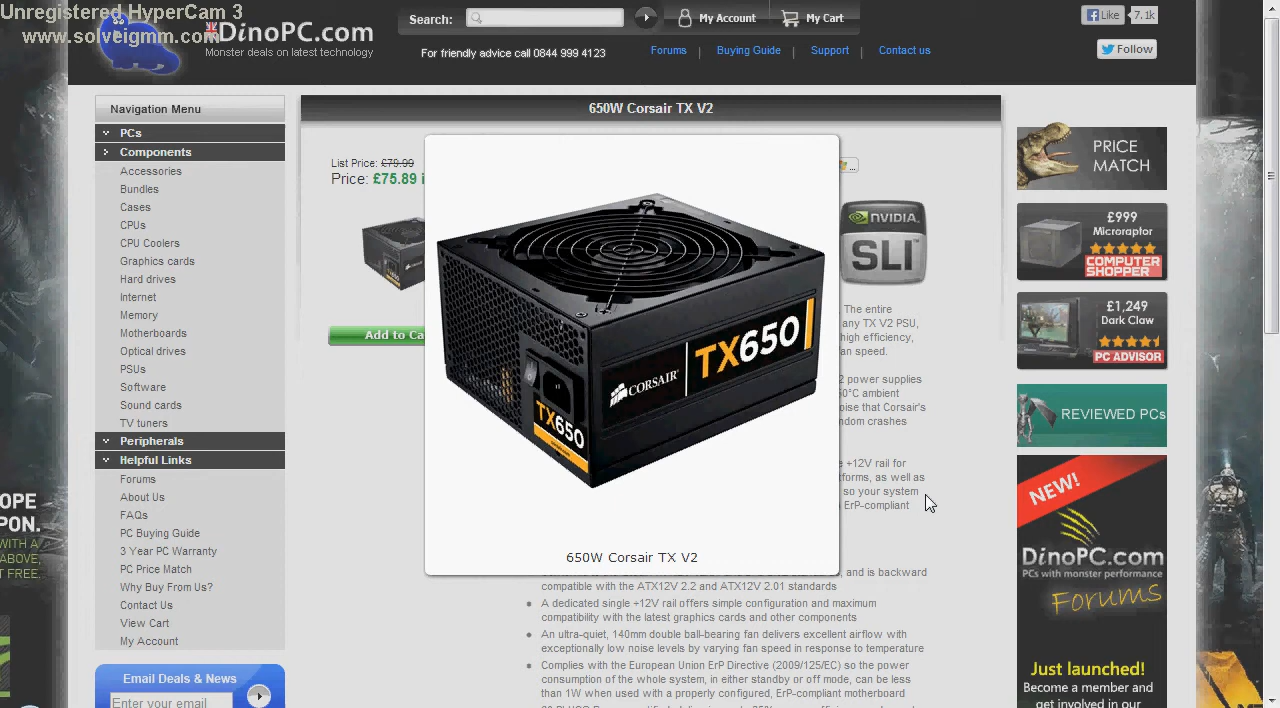 Unregistered HyperCam 3
www.solveigmm.com
DinoPC.com
Monster deals on latest technology
Search:
My Account
My Cart
For friendly advice call 0844 999 4123
Forums | Buying Guide | Support | Contact us
Like 7.1k
Follow
Navigation Menu
PCs
Components
Accessories
Bundles
Cases
CPUs
CPU Coolers
Graphics cards
Hard drives
Internet
Memory
Motherboards
Optical drives
PSUs
Software
Sound cards
TV tuners
Peripherals
Helpful Links
Forums
About Us
FAQs
PC Buying Guide
3 Year PC Warranty
PC Price Match
Why Buy From Us?
Contact Us
View Cart
My Account
Email Deals & News
Enter your email
OPE
PON.
WITH A
ABOVE,
T FREE.
650W Corsair TX V2
List Price: £79.99
Price: £75.89 i
Add to Ca
TX650
CORSAIR
TX650
650W Corsair TX V2
...
NVIDIA.
SLI
The entire
any TX V2 PSU,
high efficiency,
an speed.
2 power supplies
50°C ambient
oise that Corsair's
ndom crashes
e +12V rail for
tforms, as well as
so your system
ErP-compliant
, and is backward
compatible with the ATX12V 2.2 and ATX12V 2.01 standards
A dedicated single +12V rail offers simple configuration and maximum
compatibility with the latest graphics cards and other components
An ultra-quiet, 140mm double ball-bearing fan delivers excellent airflow with
exceptionally low noise levels by varying fan speed in response to temperature
Complies with the European Union ErP Directive (2009/125/EC) so the power
consumption of the whole system, in either standby or off mode, can be less
than 1W when used with a properly configured, ErP-compliant motherboard
PRICE
MATCH
£999
Microraptor
COMPUTER
SHOPPER
£1,249
Dark Claw
PC ADVISOR
REVIEWED PCs
NEW!
DinoPC.com
PCs with monster performance
Forums
Just launched!
Become a member and
get involved in our